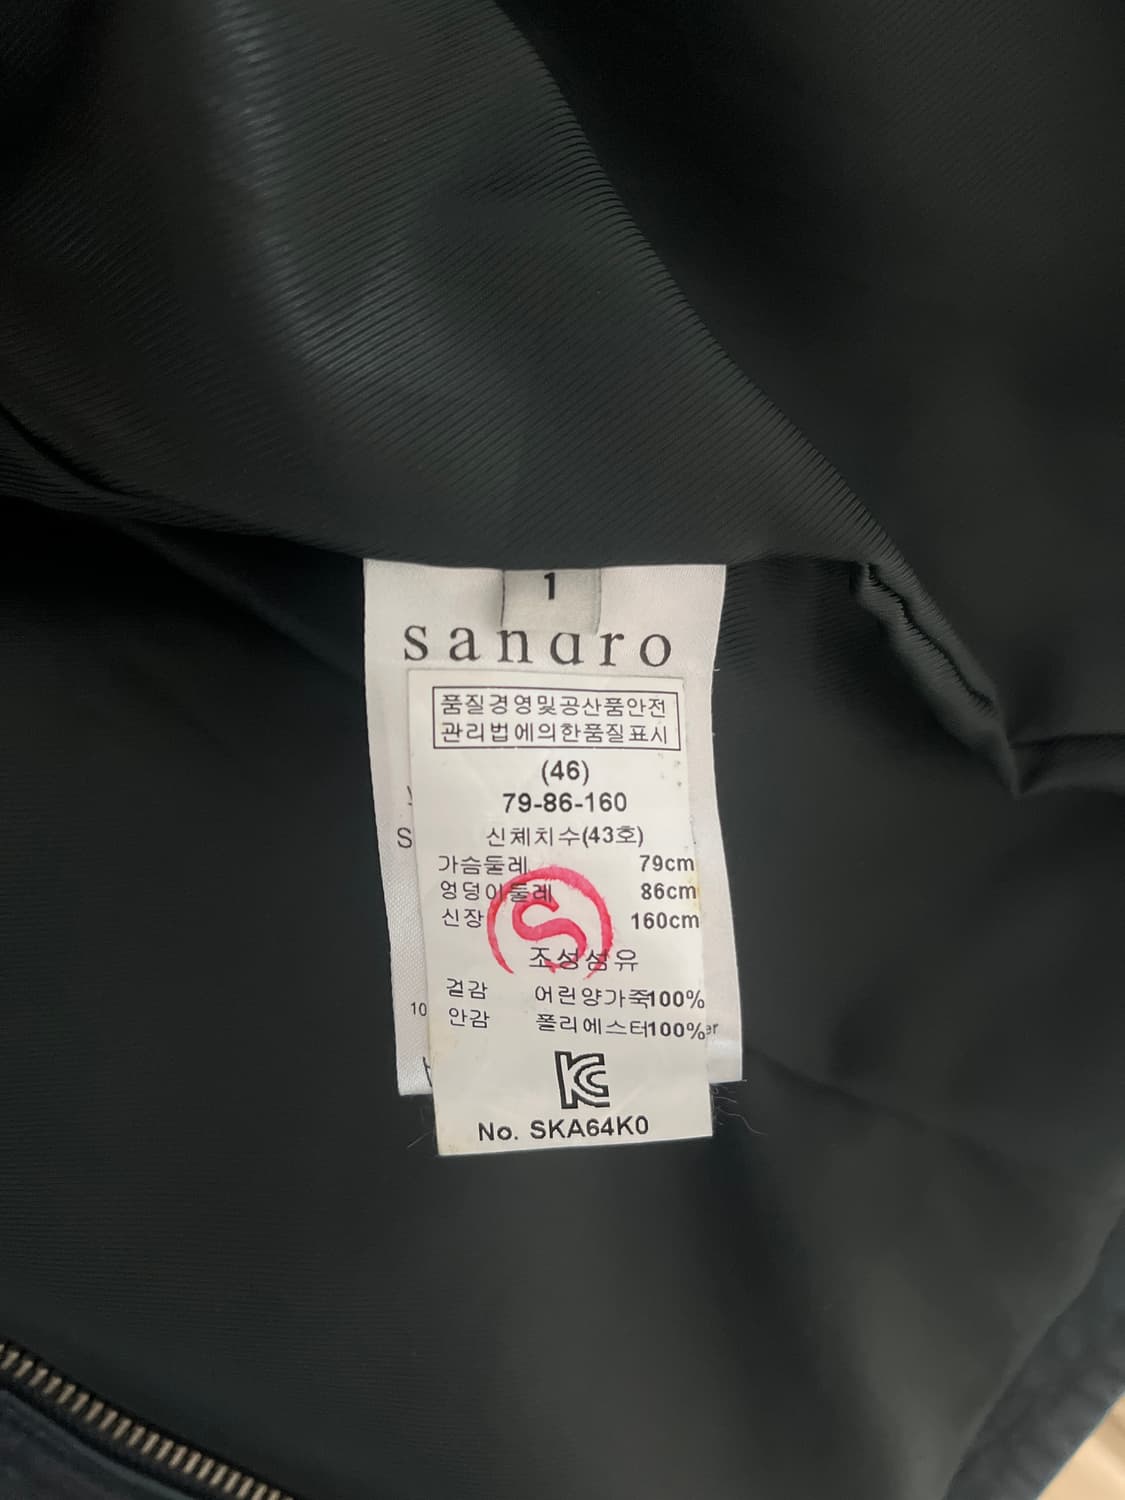 1
sandro
품질경영및공산품안전
관리법에의한품질표시
(46)
79-86-160
S
신체치수(43호)
가슴둘레 79cm
엉덩이둘레 86cm
신장 160cm
S
조성섬유
겉감 어린양가죽100%
10
안감 폴리에스터100%
er
KC
No. SKA64K0